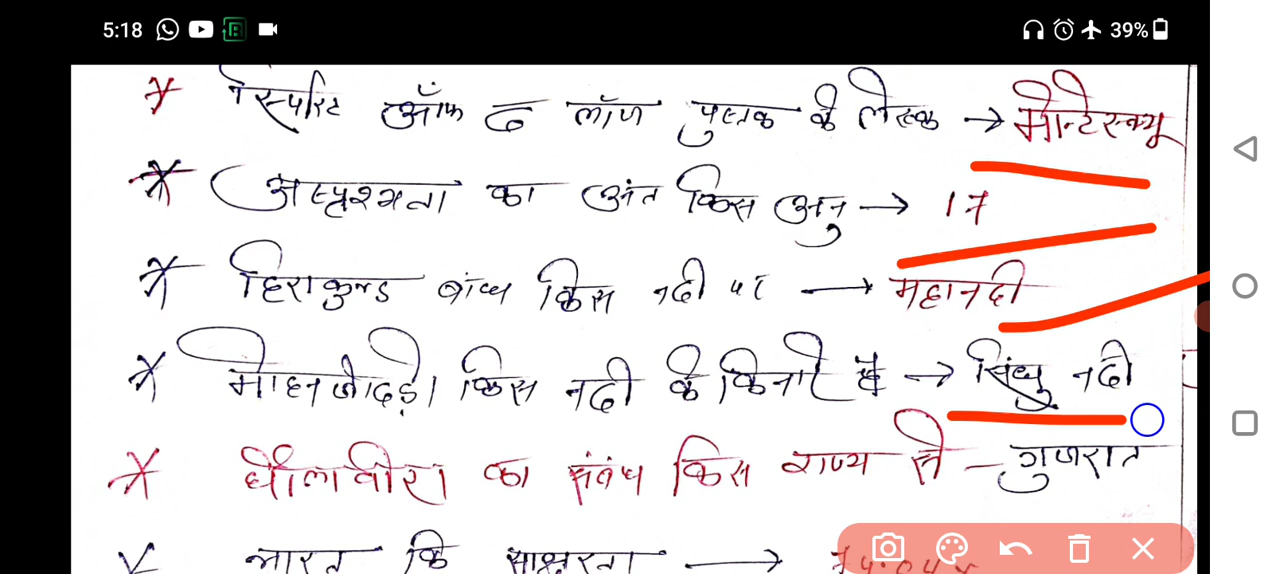 5:18 39%
* स्पिरिट ऑफ द लॉज पुस्तक के लेखक → मोन्टेस्क्यू
* अस्पृश्यता का अंत किस अनु → 17
* हिराकुन्ड बांध किस नदी पर → महानदी
* मोहनजोदड़ो किस नदी के किनारे है → सिंधु नदी
* धौलावीरा का संबंध किस राज्य से - गुजरात
भारत कि साक्षरता →